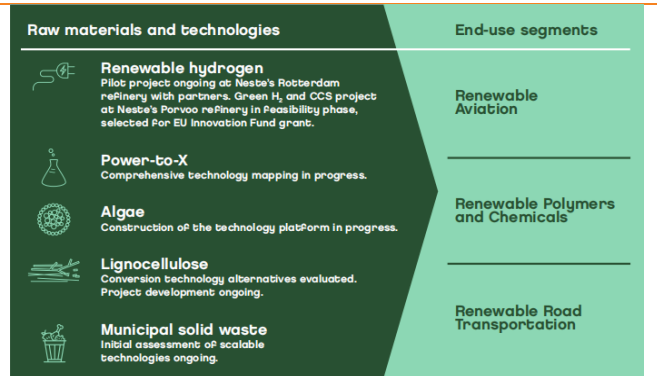 Raw materials and technologies
Renewable hydrogen
Pilot project ongoing at Neste's Rotterdam
refinery with partners. Green H₂ and CCS project
at Neste's Porvoo refinery in feasibility phase,
selected for EU Innovation Fund grant.
Power-to-X
Comprehensive technology mapping in progress.
Algae
Construction of the technology platform in progress.
Lignocellulose
Conversion technology alternatives evaluated.
Project development ongoing.
Municipal solid waste
Initial assessment of scalable
technologies ongoing.
End-use segments
Renewable
Aviation
Renewable Polymers
and Chemicals
Renewable Road
Transportation